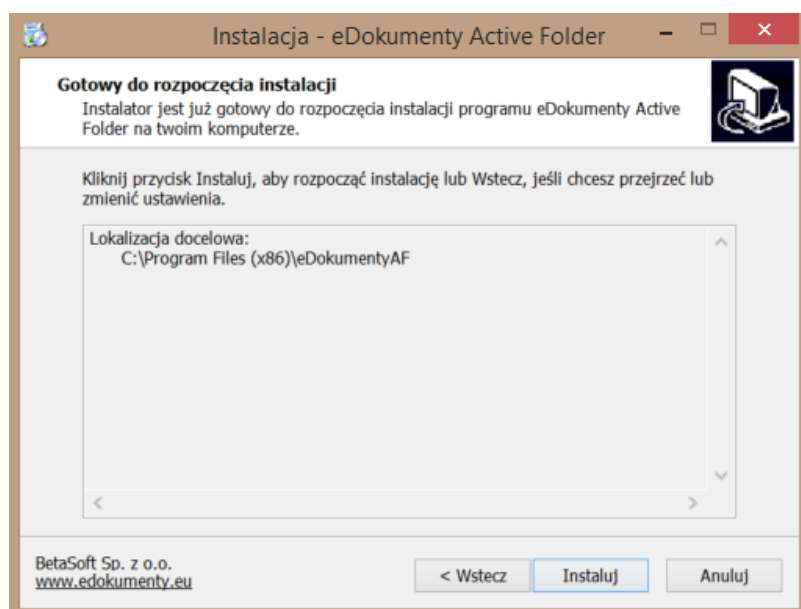 Instalacja - eDokumenty Active Folder
Gotowy do rozpoczęcia instalacji
Instalator jest już gotowy do rozpoczęcia instalacji programu eDokumenty Active
Folder na twoim komputerze.
Kliknij przycisk Instaluj, aby rozpocząć instalację lub Wstecz, jeśli chcesz przejrzeć lub
zmienić ustawienia.
Lokalizacja docelowa:
C:\Program Files (x86)\eDokumentyAF
BetaSoft Sp. z o.o.
www.edokumenty.eu
< Wstecz
Instaluj
Anuluj